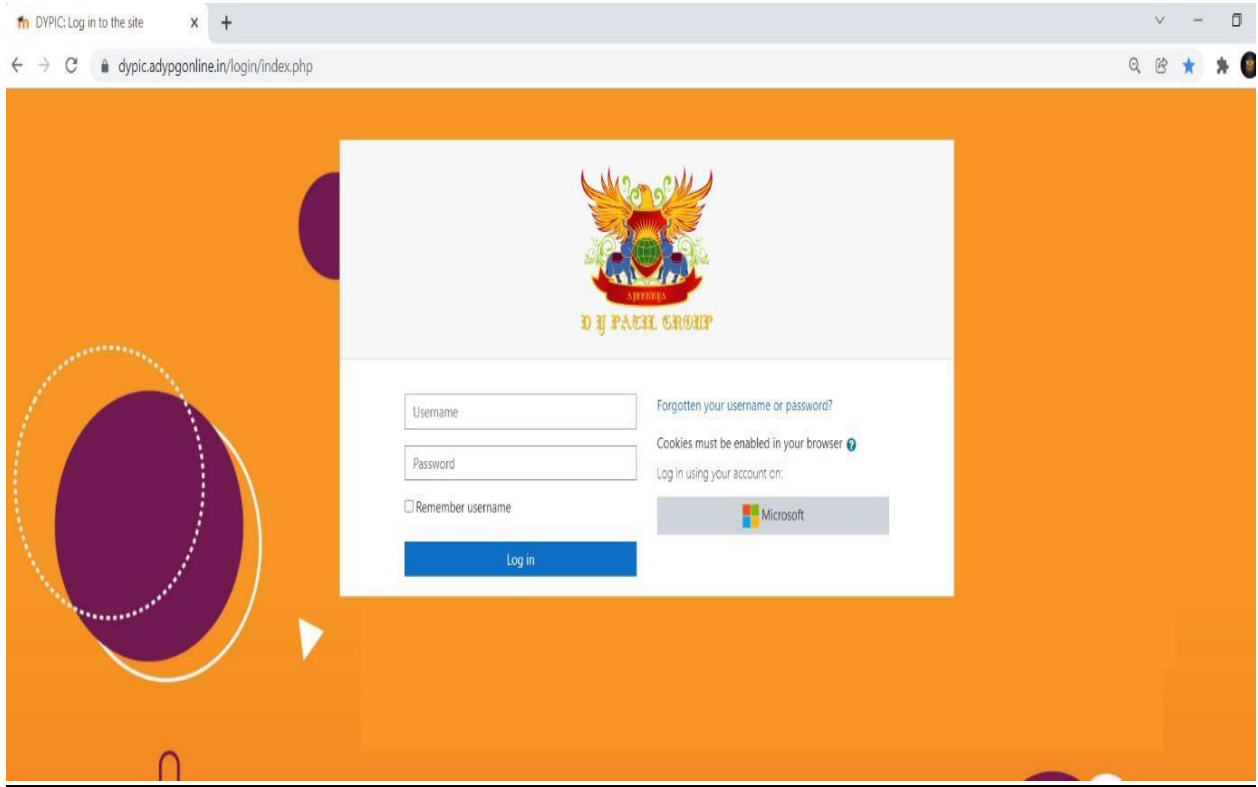 DYPIC: Log in to the site
dypic.adypgonline.in/login/index.php
AJEENKYA
D Y PATIL GROUP
Username
Forgotten your username or password?
Cookies must be enabled in your browser
Password
Log in using your account on:
Remember username
Microsoft
Log in